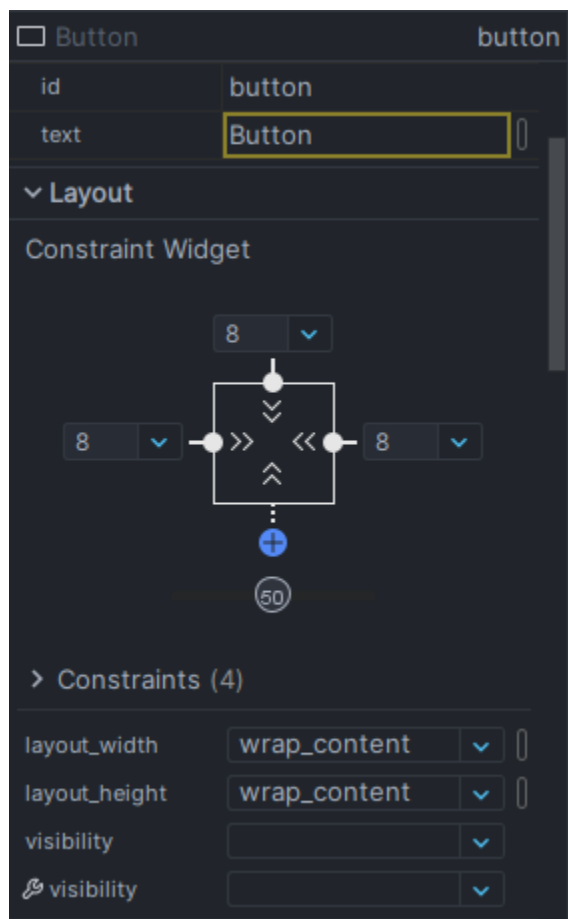 Button button
id button
text Button
Layout
Constraint Widget
8
8 8
50
Constraints (4)
layout_width wrap_content
layout_height wrap_content
visibility
visibility